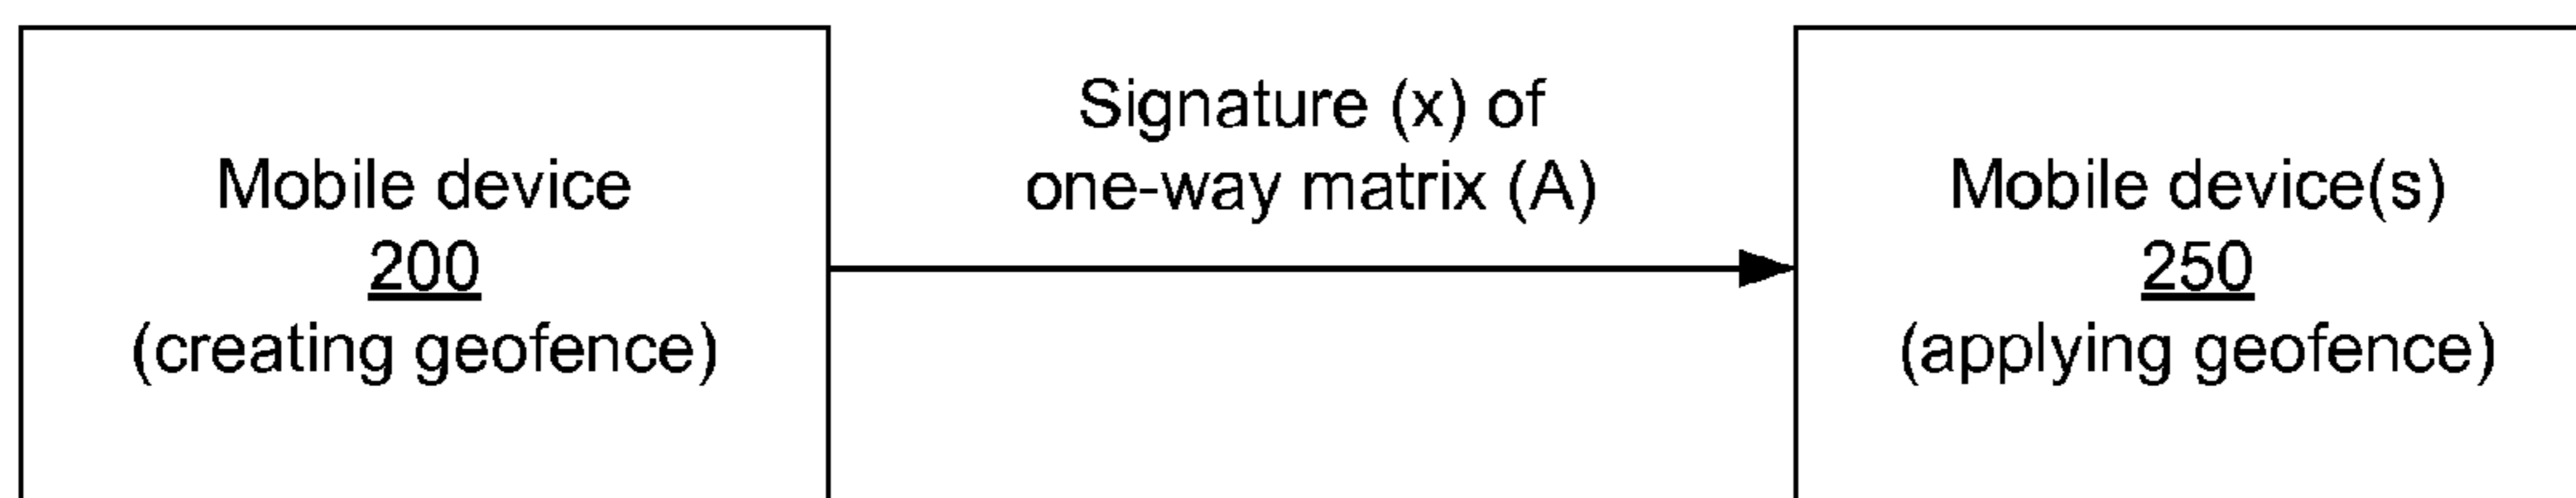 Mobile device
200
(creating geofence)
Signature (x) of
one-way matrix (A)
Mobile device(s)
250
(applying geofence)